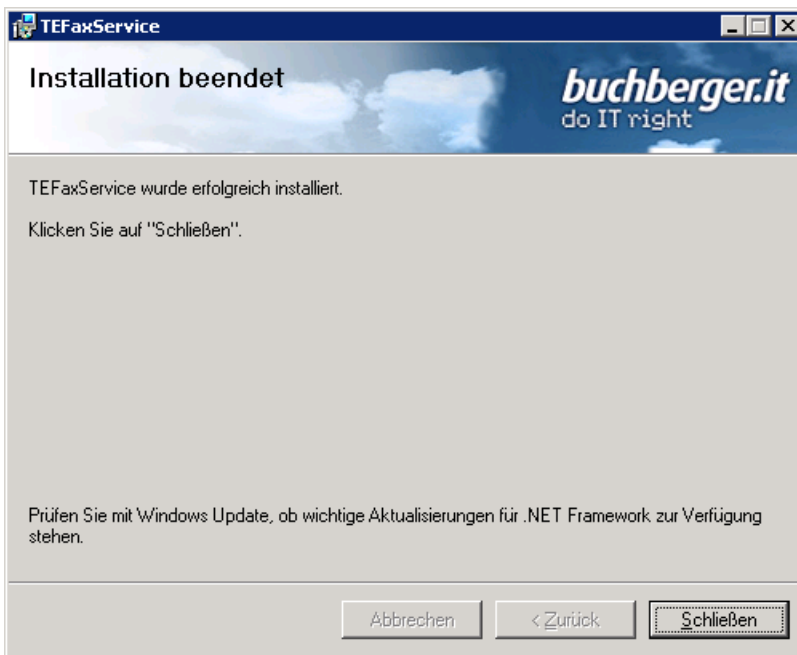 TEFaxService
Installation beendet
buchberger.it
do IT right
TEFaxService wurde erfolgreich installiert.
Klicken Sie auf "Schließen".
Prüfen Sie mit Windows Update, ob wichtige Aktualisierungen für .NET Framework zur Verfügung
stehen.
Abbrechen
< Zurück
Schließen